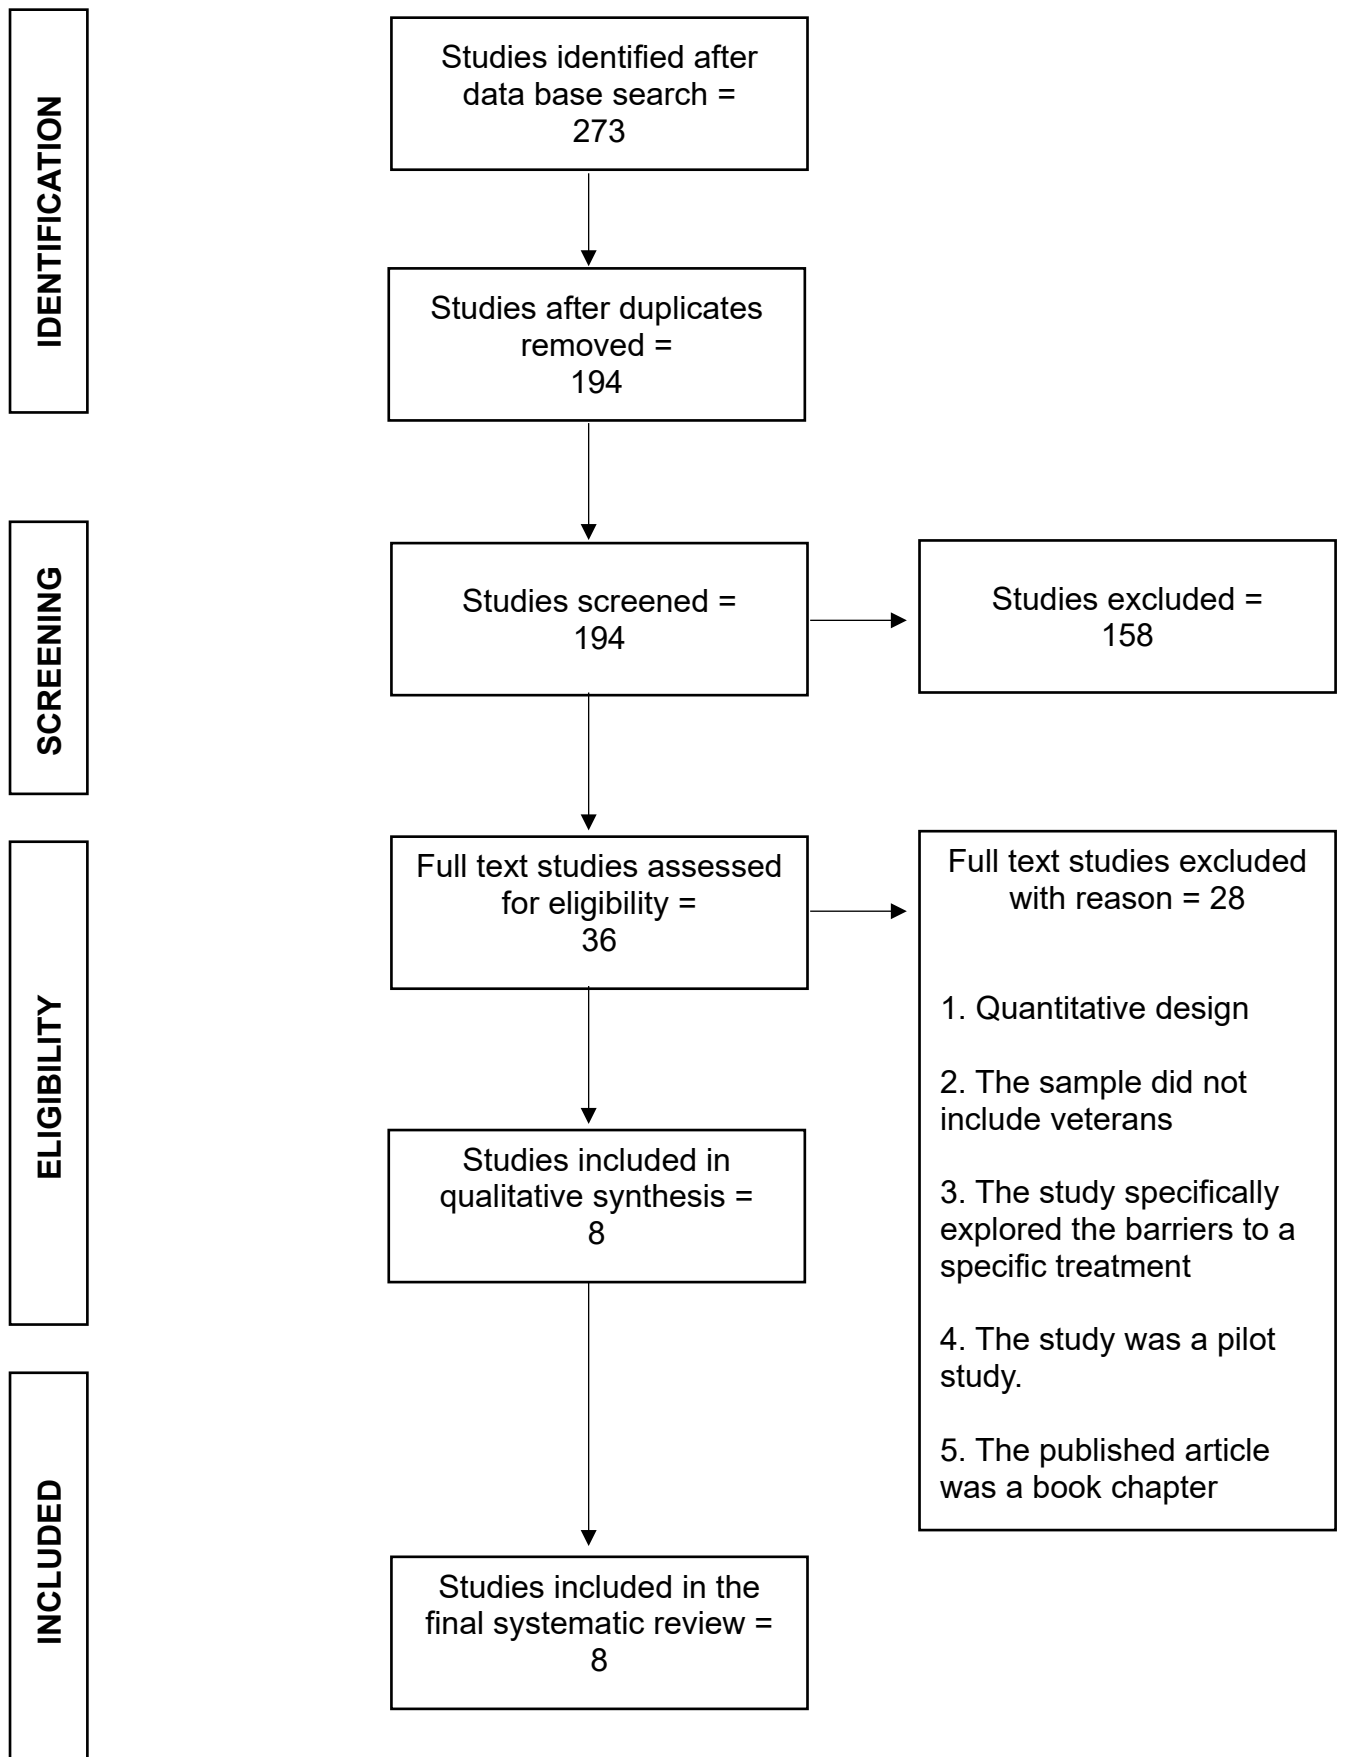 IDENTIFICATION
Studies identified after
data base search =
273
Studies after duplicates
removed =
194
SCREENING
Studies screened =
194
Studies excluded =
158
ELIGIBILITY
Full text studies assessed
for eligibility =
36
Full text studies excluded
with reason = 28
1. Quantitative design
2. The sample did not
include veterans
3. The study specifically
explored the barriers to a
specific treatment
4. The study was a pilot
study.
5. The published article
was a book chapter
Studies included in
qualitative synthesis =
8
INCLUDED
Studies included in the
final systematic review =
8